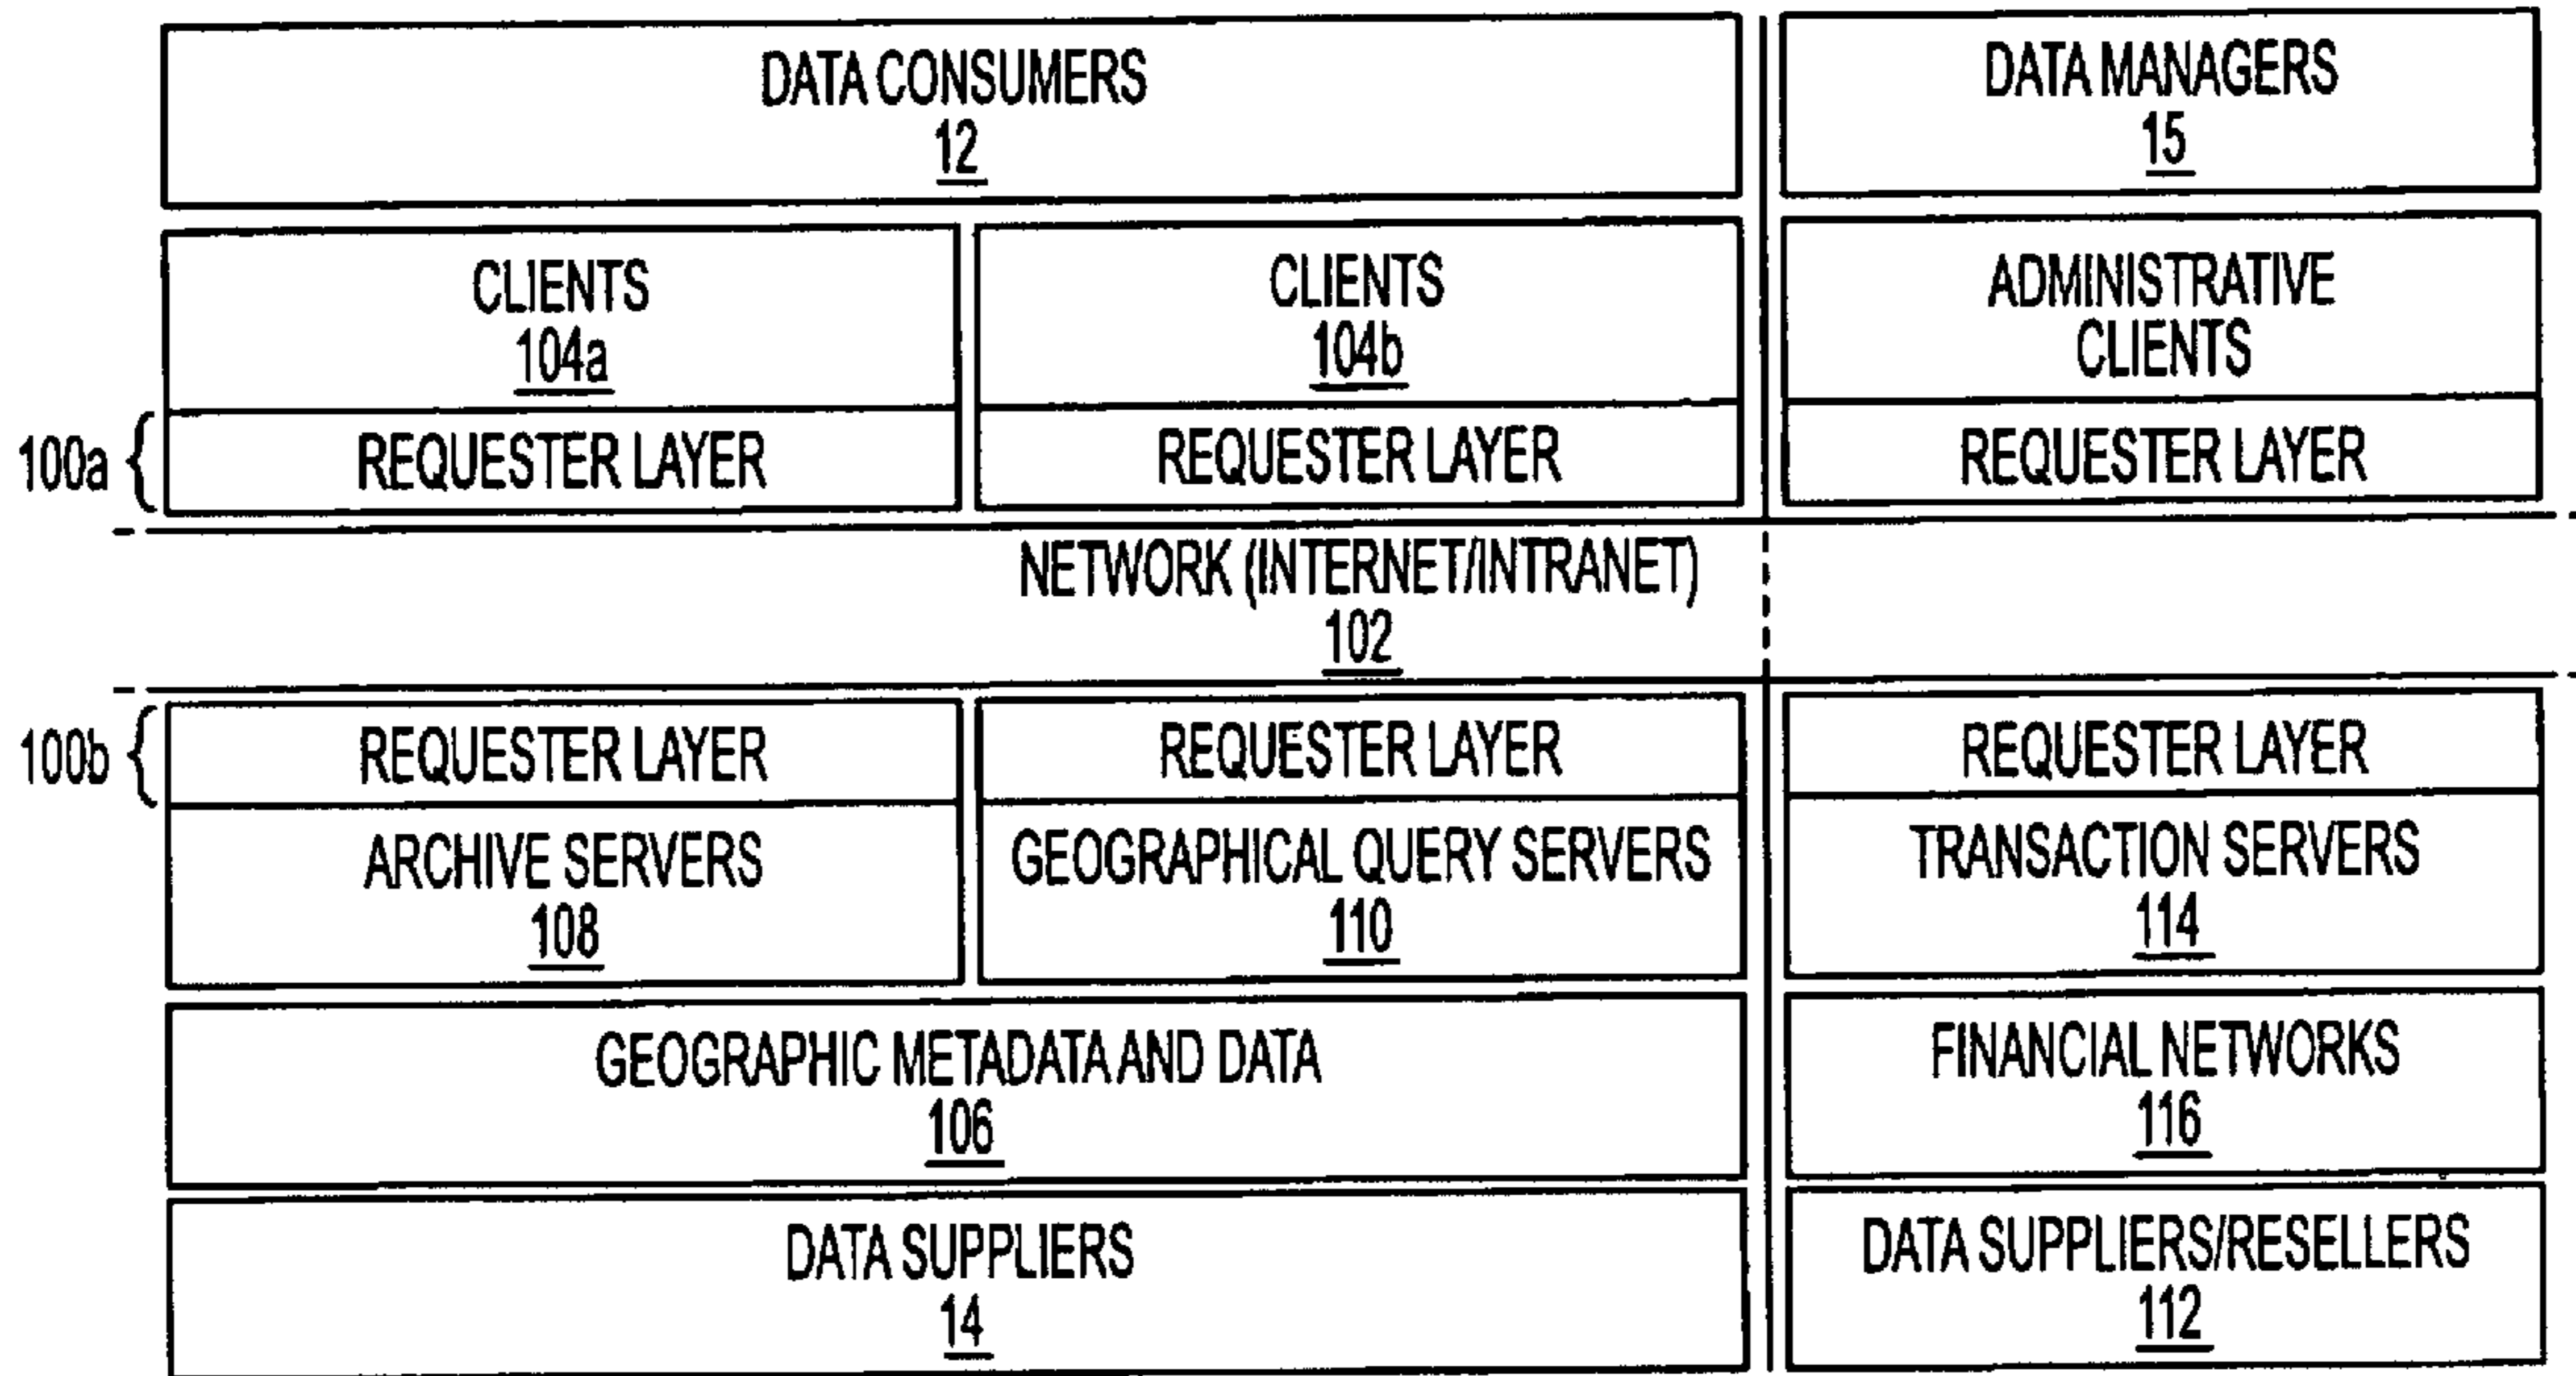 DATA CONSUMERS
12
DATA MANAGERS
15
CLIENTS
104a
CLIENTS
104b
ADMINISTRATIVE
CLIENTS
100a
REQUESTER LAYER
REQUESTER LAYER
REQUESTER LAYER
NETWORK (INTERNET/INTRANET)
102
100b
REQUESTER LAYER
REQUESTER LAYER
REQUESTER LAYER
ARCHIVE SERVERS
108
GEOGRAPHICAL QUERY SERVERS
110
TRANSACTION SERVERS
114
GEOGRAPHIC METADATA AND DATA
106
FINANCIAL NETWORKS
116
DATA SUPPLIERS
14
DATA SUPPLIERS/RESELLERS
112